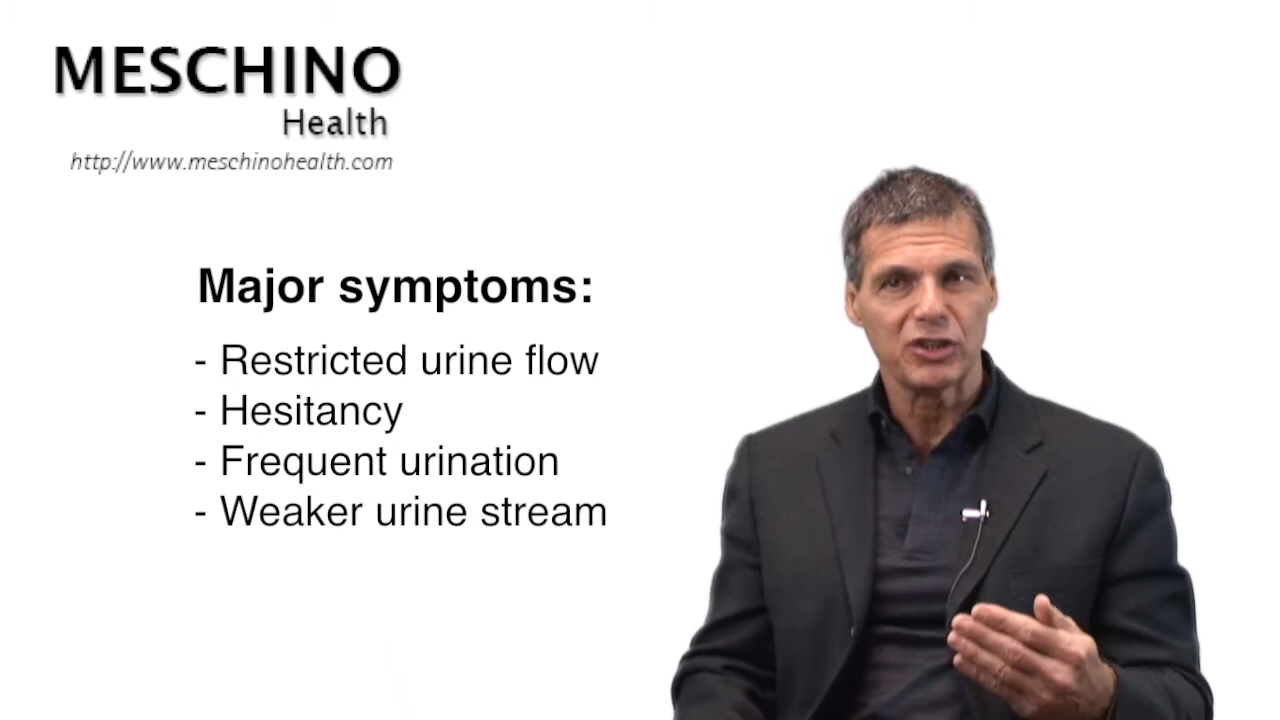 MESCHINO
Health
http://www.meschinohealth.com
Major symptoms:
- Restricted urine flow
- Hesitancy
- Frequent urination
- Weaker urine stream